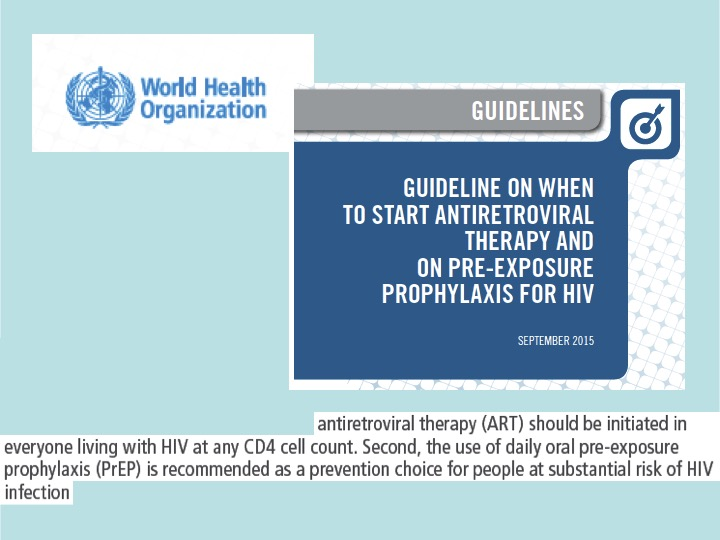 World Health
Organization
GUIDELINES
GUIDELINE ON WHEN
TO START ANTIRETROVIRAL
THERAPY AND
ON PRE-EXPOSURE
PROPHYLAXIS FOR HIV
SEPTEMBER 2015
antiretroviral therapy (ART) should be initiated in
everyone living with HIV at any CD4 cell count. Second, the use of daily oral pre-exposure
prophylaxis (PrEP) is recommended as a prevention choice for people at substantial risk of HIV
infection